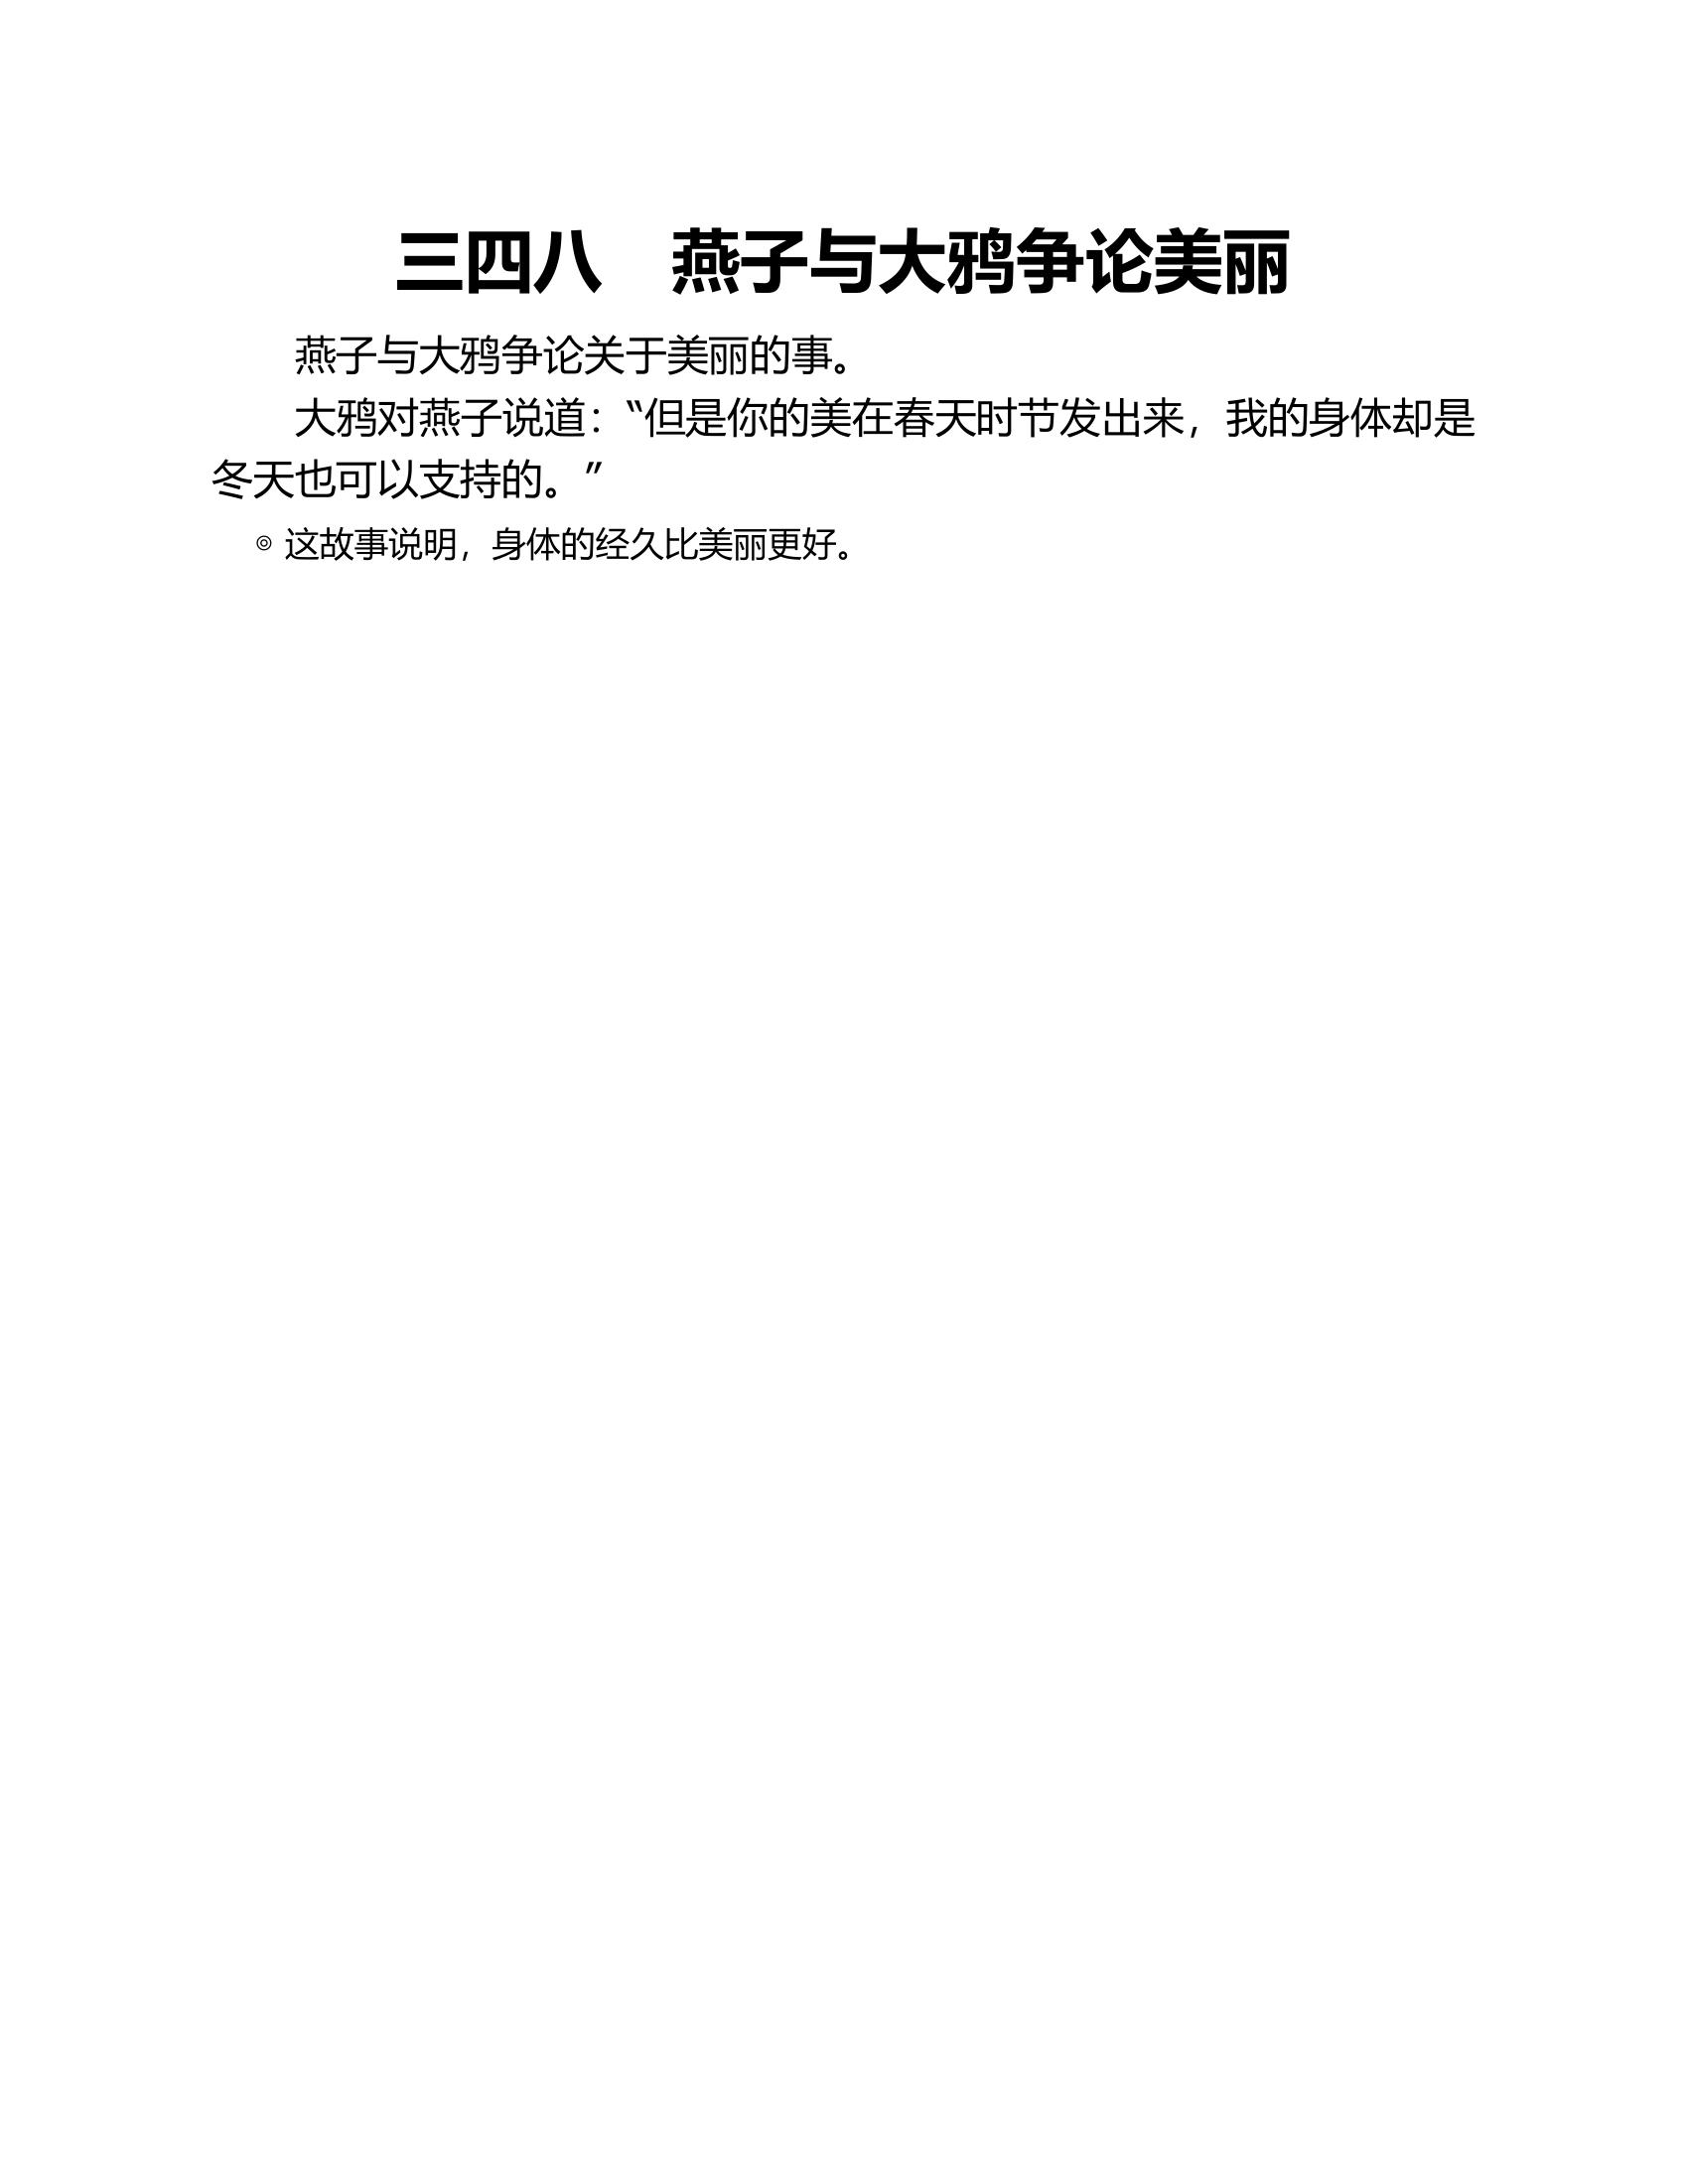 三四八　燕子与大鸦争论美丽
燕子与大鸦争论关于美丽的事。
大鸦对燕子说道：“但是你的美在春天时节发出来，我的身体却是
冬天也可以支持的。”
◎ 这故事说明，身体的经久比美丽更好。